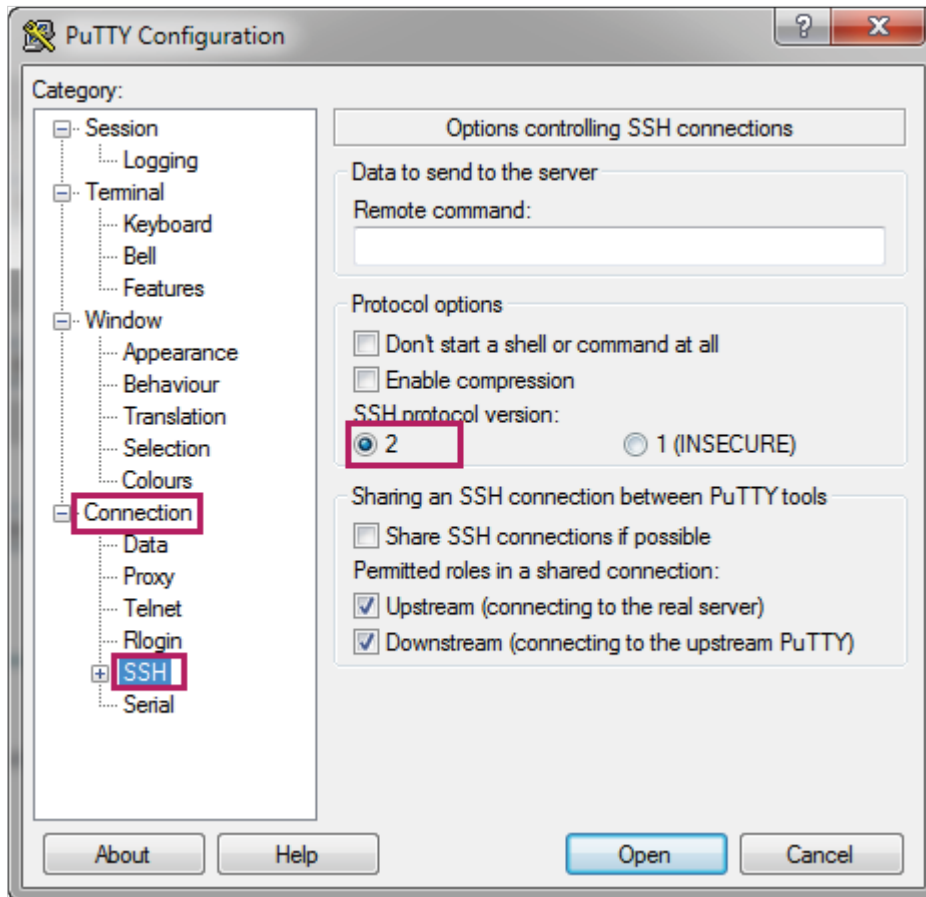 PuTTY Configuration
Category:
Session
Logging
Terminal
Keyboard
Bell
Features
Window
Appearance
Behaviour
Translation
Selection
Colours
Connection
Data
Proxy
Telnet
Rlogin
SSH
Serial
Options controlling SSH connections
Data to send to the server
Remote command:
Protocol options
Don't start a shell or command at all
Enable compression
SSH protocol version:
2 1 (INSECURE)
Sharing an SSH connection between PuTTY tools
Share SSH connections if possible
Permitted roles in a shared connection:
Upstream (connecting to the real server)
Downstream (connecting to the upstream PuTTY)
About Help Open Cancel